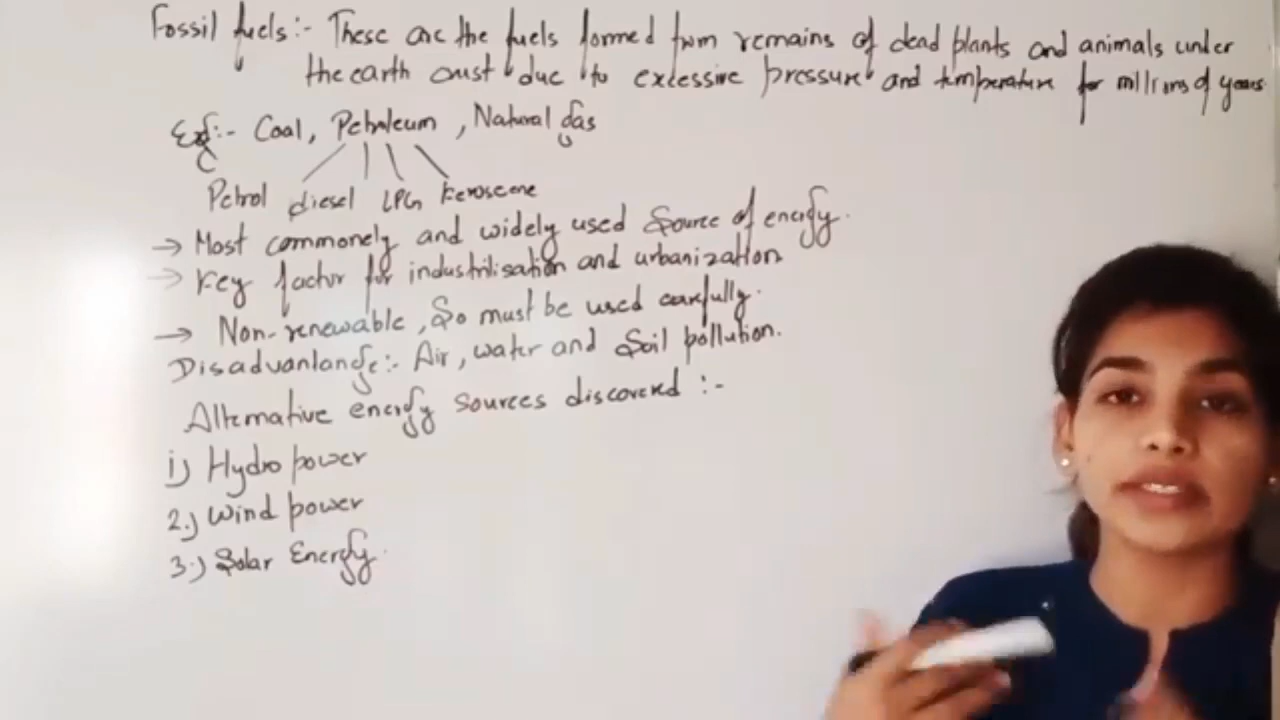 Fossil fuels:- These are the fuels formed from remains of dead plants and animals under
the earth crust due to excessive pressure and temperature for millions of years
Eg:- Coal, Petroleum, Natural Gas
Petrol diesel LPG kerosene
→ Most commonely and widely used Source of energy.
→ Key factor for industrilisation and urbanization
→ Non-renewable, So must be used carefully.
Disadvantange:- Air, water and Soil pollution.
Alternative energy sources discovered :-
1) Hydro power
2.) Wind power
3.) Solar Energy.